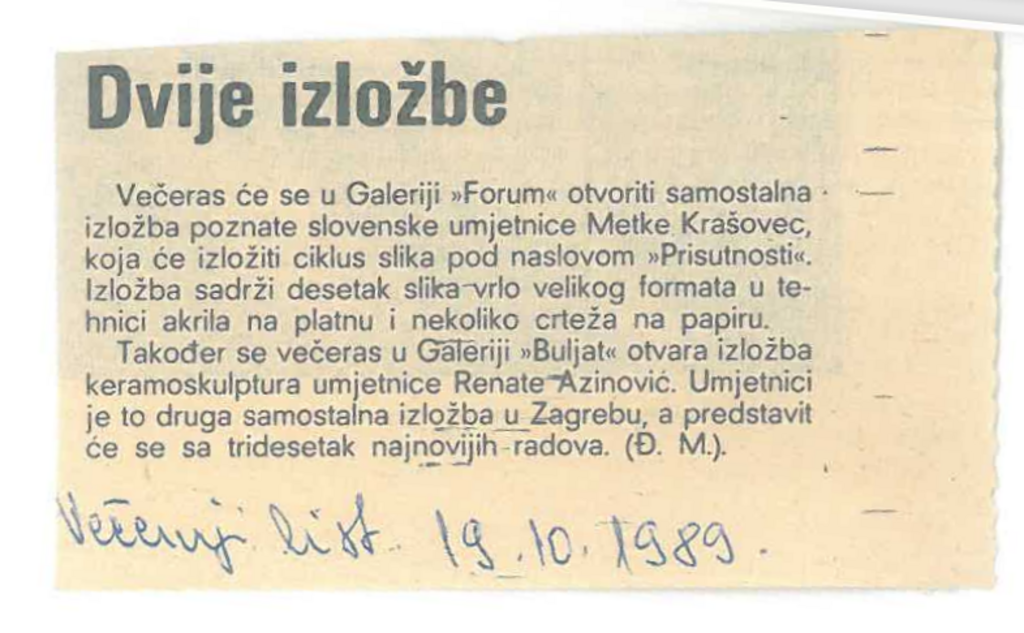 Dvije izložbe
Večeras će se u Galeriji »Forum« otvoriti samostalna
izložba poznate slovenske umjetnice Metke Krašovec,
koja će izložiti ciklus slika pod naslovom »Prisutnosti«.
Izložba sadrži desetak slika vrlo velikog formata u te-
hnici akrila na platnu i nekoliko crteža na papiru.
Također se večeras u Galeriji »Buljat« otvara izložba
keramoskulptura umjetnice Renate Azinović. Umjetnici
je to druga samostalna izložba u Zagrebu, a predstavit
će se sa tridesetak najnovijih radova. (Đ. M.).
Večernji list 19.10.1989.